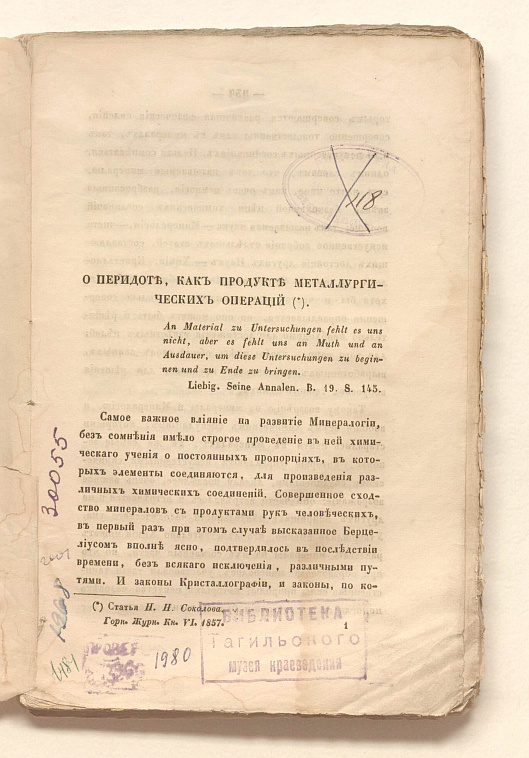 118
О ПЕРИДОТѢ, КАКЪ ПРОДУКТѢ МЕТАЛЛУРГИ-
ЧЕСКИХЪ ОПЕРАЦІЙ (*).
An Material zu Untersuchungen fehlt es uns
nicht, aber es fehlt uns an Muth und an
Ausdauer, um diese Untersuchungen zu begin-
nen und zu Ende zu bringen.
Liebig. Seine Annalen. B. 19. S. 145.
Самое важное вліяніе на развитіе Минералогіи,
безъ сомнѣнія имѣло строгое проведеніе въ ней хими-
ческаго ученія о постоянныхъ пропорціяхъ, въ кото-
рыхъ элементы соединяются, для произведенія раз-
личныхъ химическихъ соединеній. Совершенное сход-
ство минераловъ съ продуктами рукъ человѣческихъ,
въ первый разъ при этомъ случаѣ высказанное Берце-
ліусомъ вполнѣ ясно, подтвердилось въ послѣдствіи
времени, безъ всякаго исключенія, различными пу-
тями. И законы Кристаллографіи, и законы, по ко-
(*) Статья Н. И. Соколова.
Горн. Журн. Кн. VI. 1857.
1
БИБЛИОТЕКА
Тагильского
музея краеведения
ПРОВЕР
1980
30055
1268